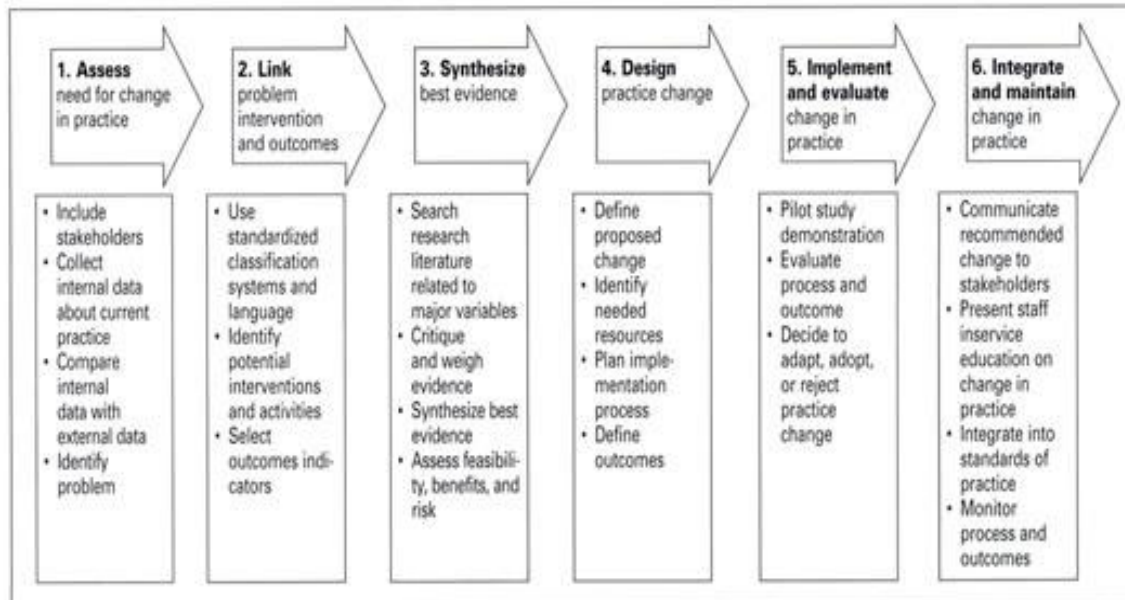 1. Assess
need for change
in practice
2. Link
problem
intervention
and outcomes
3. Synthesize
best evidence
4. Design
practice change
5. Implement
and evaluate
change in
practice
6. Integrate
and maintain
change in
practice
• Include
stakeholders
• Collect
internal data
about current
practice
• Compare
internal
data with
external data
• Identify
problem
• Use
standardized
classification
systems and
language
• Identify
potential
interventions
and activities
• Select
outcomes indi-
cators
• Search
research
literature
related to
major variables
• Critique
and weigh
evidence
• Synthesize best
evidence
• Assess feasibili-
ty, benefits, and
risk
• Define
proposed
change
• Identify
needed
resources
• Plan imple-
mentation
process
• Define
outcomes
• Pilot study
demonstration
• Evaluate
process and
outcome
• Decide to
adapt, adopt,
or reject
practice
change
• Communicate
recommended
change to
stakeholders
• Present staff
inservice
education on
change in
practice
• Integrate into
standards of
practice
• Monitor
process and
outcomes